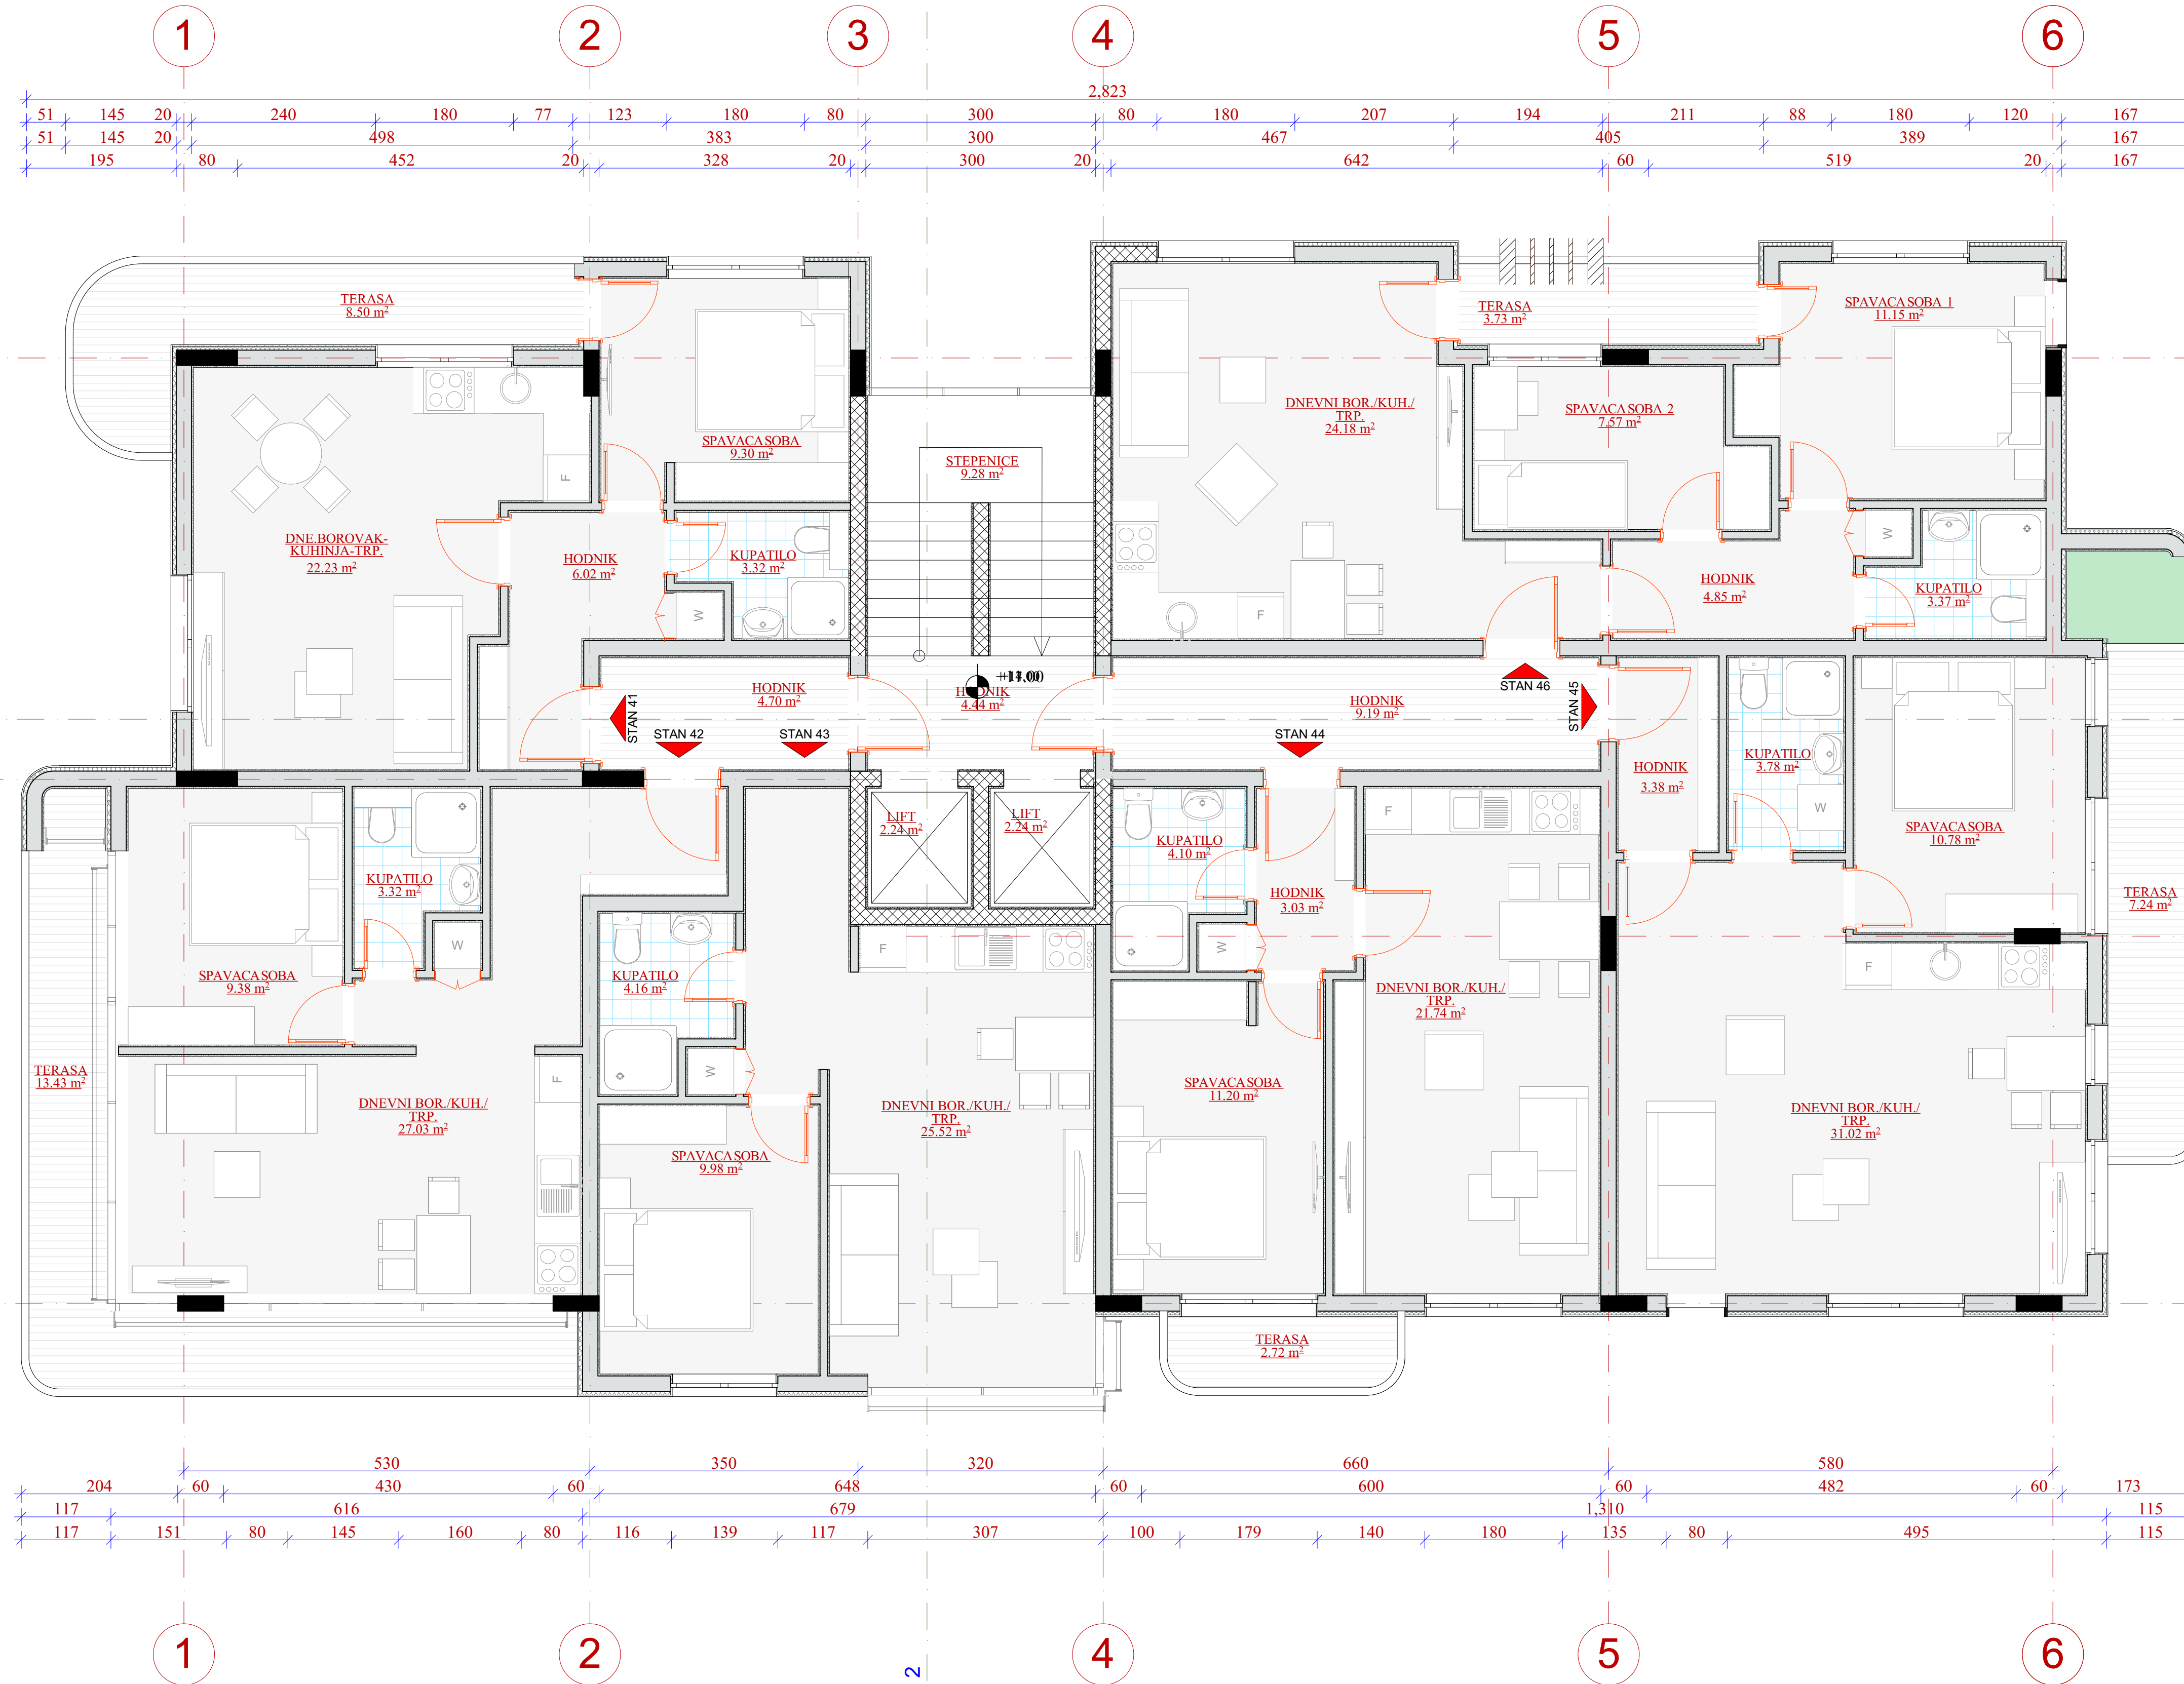 1 2 3 4 5 6
2,823
51 145 20 240 180 77 123 180 80 300 80 180 207 194 211 88 180 120 167
51 145 20 498 383 300 467 405 389 167
195 80 452 20 328 20 300 20 642 60 519 20 167
TERASA
8.50 m²
SPAVACA SOBA
9.30 m²
DNE.BOROVAK-
KUHINJA-TRP.
22.23 m²
F
HODNIK
6.02 m²
KUPATILO
3.32 m²
W
STEPENICE
9.28 m²
DNEVNI BOR./KUH./
TRP.
24.18 m²
F
TERASA
3.73 m²
SPAVACA SOBA 1
11.15 m²
SPAVACA SOBA 2
7.57 m²
HODNIK
4.85 m²
W
KUPATILO
3.37 m²
HODNIK
4.70 m²
HODNIK
4.44 m²
HODNIK
9.19 m²
STAN 41
STAN 42
STAN 43
STAN 44
STAN 45
STAN 46
LIFT
2.24 m²
LIFT
2.24 m²
KUPATILO
3.32 m²
W
SPAVACA SOBA
9.38 m²
TERASA
13.43 m²
DNEVNI BOR./KUH./
TRP.
27.03 m²
F
KUPATILO
4.16 m²
W
SPAVACA SOBA
9.98 m²
F
DNEVNI BOR./KUH./
TRP.
25.52 m²
KUPATILO
4.10 m²
W
HODNIK
3.03 m²
SPAVACA SOBA
11.20 m²
F
DNEVNI BOR./KUH./
TRP.
21.74 m²
TERASA
2.72 m²
HODNIK
3.38 m²
KUPATILO
3.78 m²
W
SPAVACA SOBA
10.78 m²
TERASA
7.24 m²
F
DNEVNI BOR./KUH./
TRP.
31.02 m²
530 350 320 660 580
204 60 430 60 648 60 600 60 482 60 173
117 616 679 1,310 115
117 151 80 145 160 80 116 139 117 307 100 179 140 180 135 80 495 115
1 2 4 5 6
2